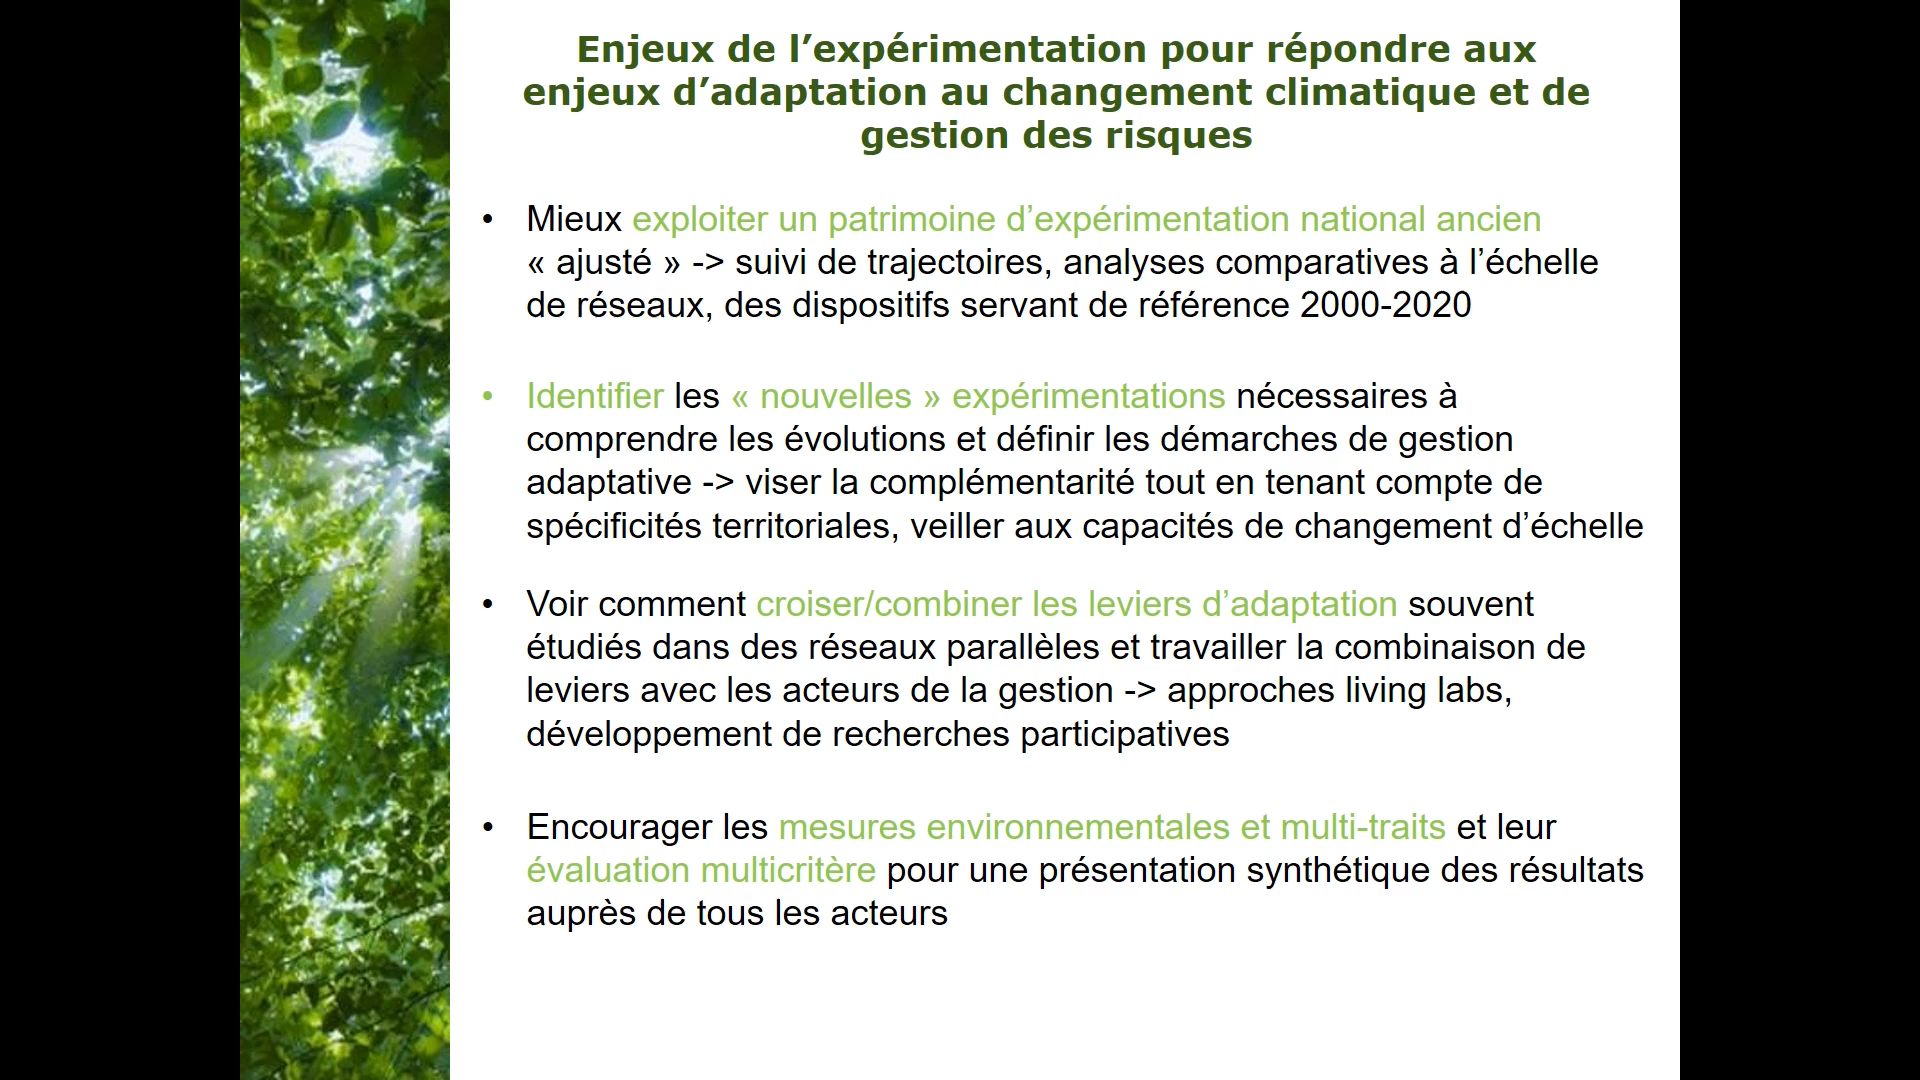 Enjeux de l’expérimentation pour répondre aux
enjeux d’adaptation au changement climatique et de
gestion des risques
• Mieux exploiter un patrimoine d’expérimentation national ancien
« ajusté » -> suivi de trajectoires, analyses comparatives à l’échelle
de réseaux, des dispositifs servant de référence 2000-2020
• Identifier les « nouvelles » expérimentations nécessaires à
comprendre les évolutions et définir les démarches de gestion
adaptative -> viser la complémentarité tout en tenant compte de
spécificités territoriales, veiller aux capacités de changement d’échelle
• Voir comment croiser/combiner les leviers d’adaptation souvent
étudiés dans des réseaux parallèles et travailler la combinaison de
leviers avec les acteurs de la gestion -> approches living labs,
développement de recherches participatives
• Encourager les mesures environnementales et multi-traits et leur
évaluation multicritère pour une présentation synthétique des résultats
auprès de tous les acteurs